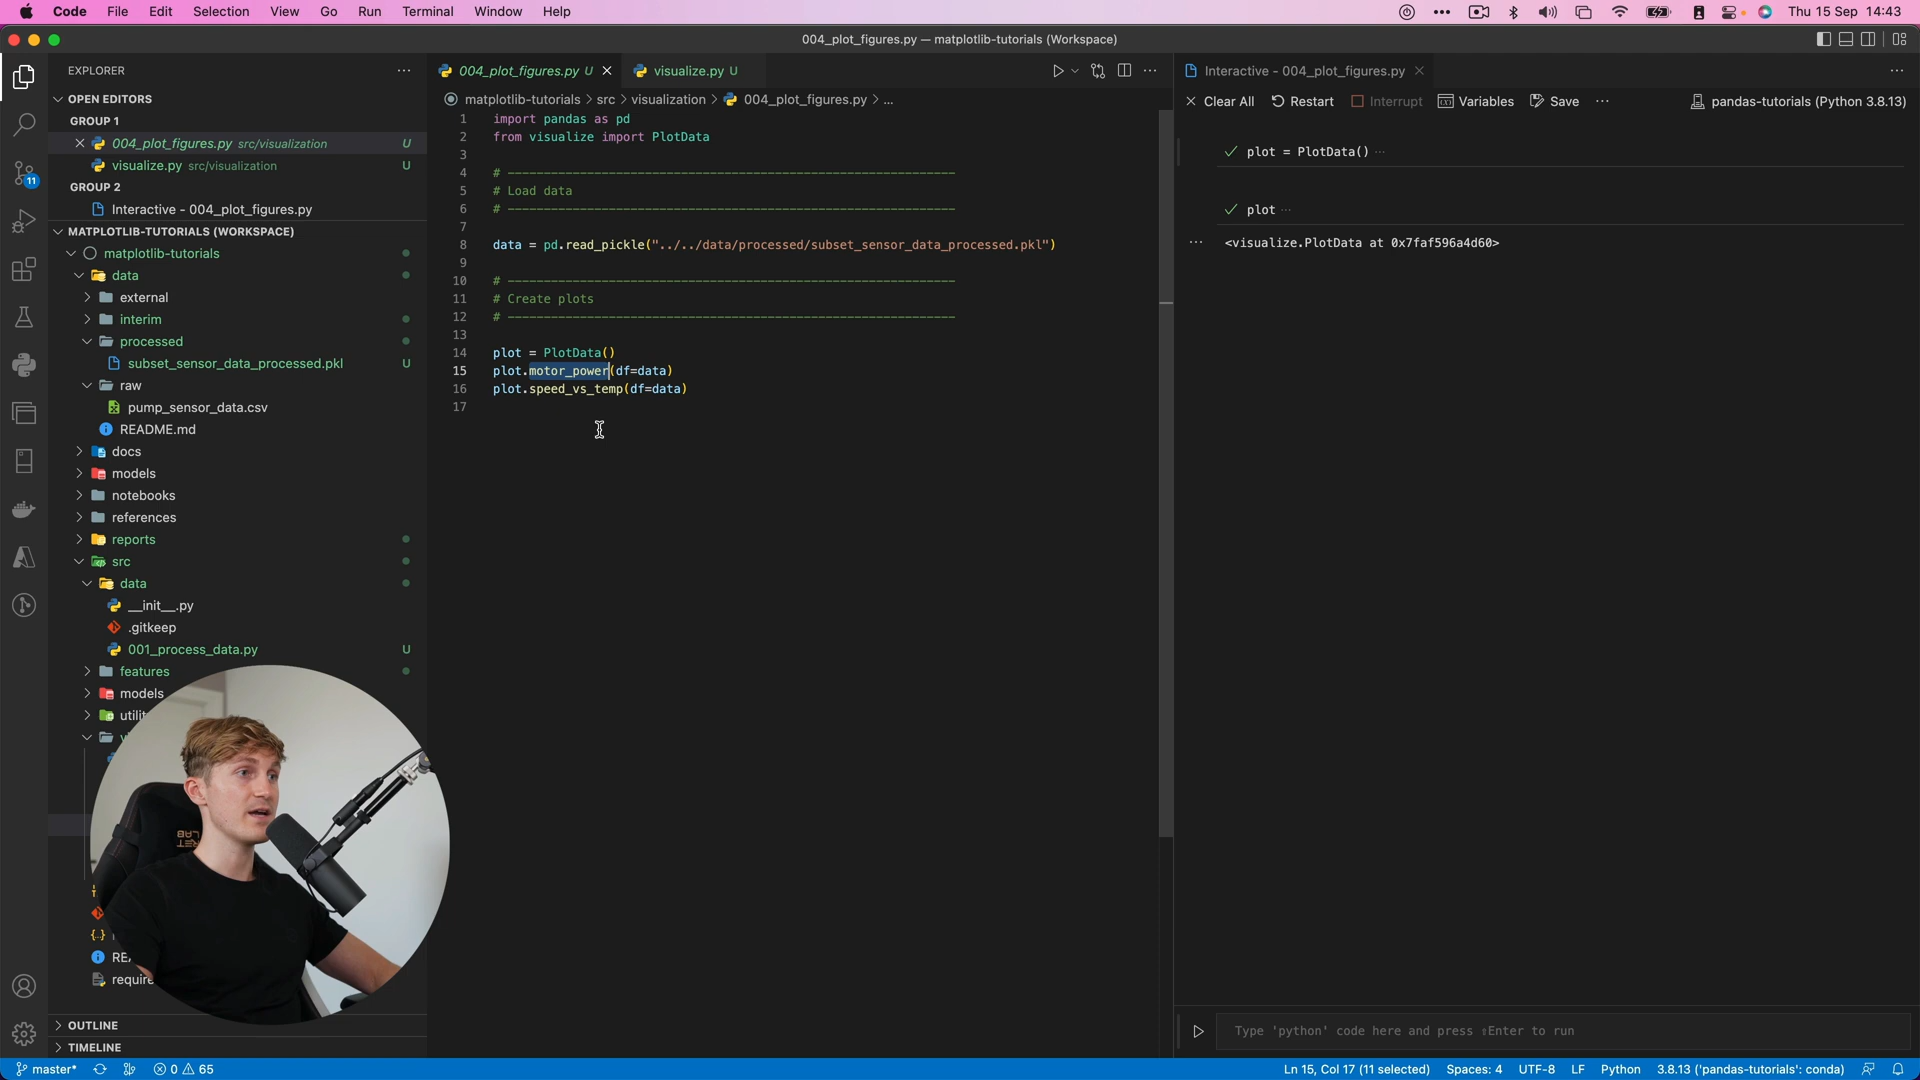 Code File Edit Selection View Go Run Terminal Window Help Thu 15 Sep 14:43
004_plot_figures.py — matplotlib-tutorials (Workspace)
EXPLORER
OPEN EDITORS
GROUP 1
004_plot_figures.py src/visualization U
visualize.py src/visualization U
GROUP 2
Interactive - 004_plot_figures.py
11
MATPLOTLIB-TUTORIALS (WORKSPACE)
matplotlib-tutorials
data
external
interim
processed
subset_sensor_data_processed.pkl U
raw
pump_sensor_data.csv
README.md
docs
models
notebooks
references
reports
src
data
__init__.py
.gitkeep
001_process_data.py U
features
models
OUTLINE
TIMELINE
004_plot_figures.py U
visualize.py U
matplotlib-tutorials > src > visualization > 004_plot_figures.py > ...
1 import pandas as pd
2 from visualize import PlotData
3
4 # --------------------------------------------------------------
5 # Load data
6 # --------------------------------------------------------------
7
8 data = pd.read_pickle("../../data/processed/subset_sensor_data_processed.pkl")
9
10 # --------------------------------------------------------------
11 # Create plots
12 # --------------------------------------------------------------
13
14 plot = PlotData()
15 plot.motor_power(df=data)
16 plot.speed_vs_temp(df=data)
17
Interactive - 004_plot_figures.py
Clear All Restart Interrupt Variables Save ... pandas-tutorials (Python 3.8.13)
plot = PlotData() ...
plot ...
<visualize.PlotData at 0x7faf596a4d60>
Type 'python' code here and press ⇧Enter to run
master* 0 65 Ln 15, Col 17 (11 selected) Spaces: 4 UTF-8 LF Python 3.8.13 ('pandas-tutorials': conda)